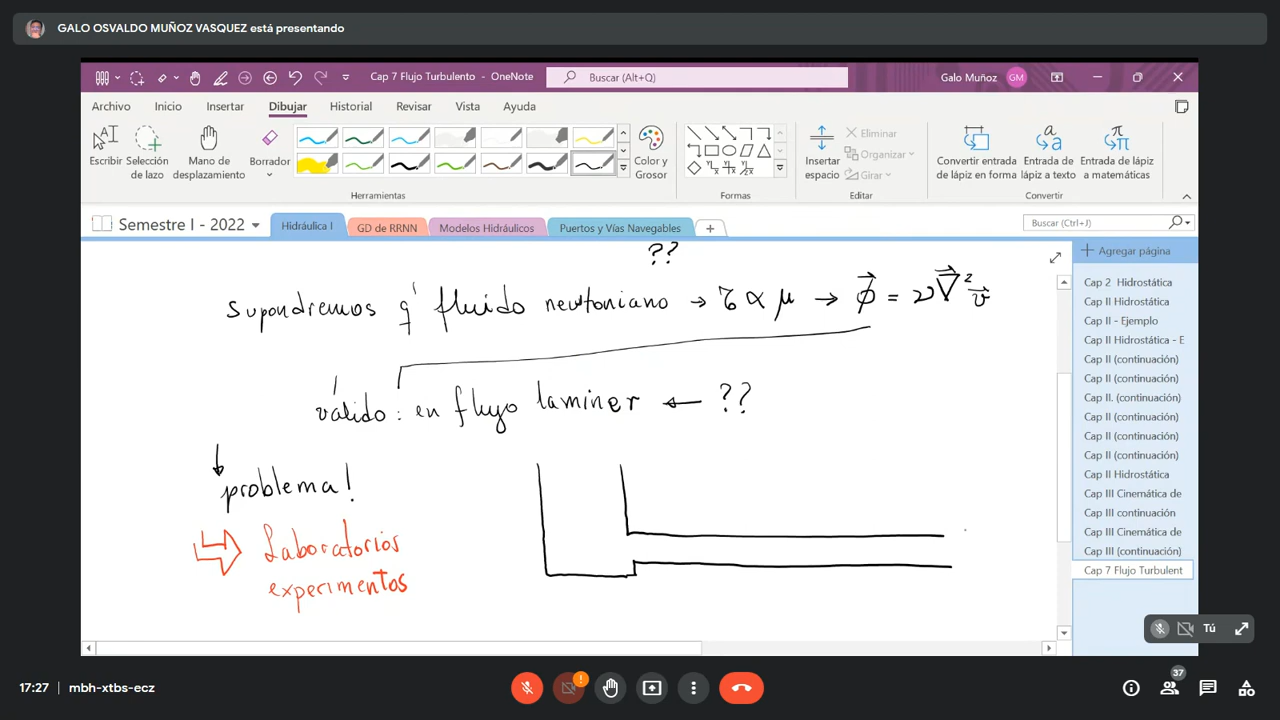 GALO OSVALDO MUÑOZ VASQUEZ está presentando
Cap 7 Flujo Turbulento - OneNote
Buscar (Alt+Q)
Galo Muñoz
GM
Archivo Inicio Insertar Dibujar Historial Revisar Vista Ayuda
Escribir
Selección de lazo
Mano de desplazamiento
Borrador
Herramientas
Color y Grosor
Formas
Insertar espacio
Eliminar
Organizar
Girar
Editar
Convertir entrada de lápiz en forma
Entrada de lápiz a texto
Entrada de lápiz a matemáticas
Convertir
Semestre I - 2022
Hidráulica I
GD de RRNN
Modelos Hidráulicos
Puertos y Vías Navegables
Buscar (Ctrl+J)
??
supondremos q' fluido newtoniano → τ ∝ μ → ϕ⃗ = ν∇⃗²v⃗
válido: en flujo laminar ← ??
problema!
Laboratorios
experimentos
Agregar página
Cap 2 Hidrostática
Cap II Hidrostática
Cap II - Ejemplo
Cap II Hidrostática - E
Cap II (continuación)
Cap II (continuación)
Cap II. (continuación)
Cap II (continuación)
Cap II (continuación)
Cap II (continuación)
Cap II Hidrostática
Cap III Cinemática de
Cap III continuación
Cap III Cinemática de
Cap III (continuación)
Cap 7 Flujo Turbulent
Tú
17:27
mbh-xtbs-ecz
37